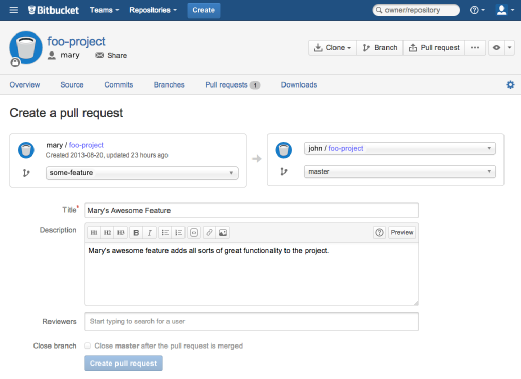 Bitbucket Teams Repositories Create owner/repository
foo-project
mary Share
Clone Branch Pull request
Overview Source Commits Branches Pull requests 1 Downloads
Create a pull request
mary / foo-project
Created 2013-08-20, updated 23 hours ago
some-feature
john / foo-project
master
Title* Mary's Awesome Feature
Description
H1 H2 H3 B I Preview
Mary's awesome feature adds all sorts of great functionality to the project.
Reviewers Start typing to search for a user
Close branch Close master after the pull request is merged
Create pull request